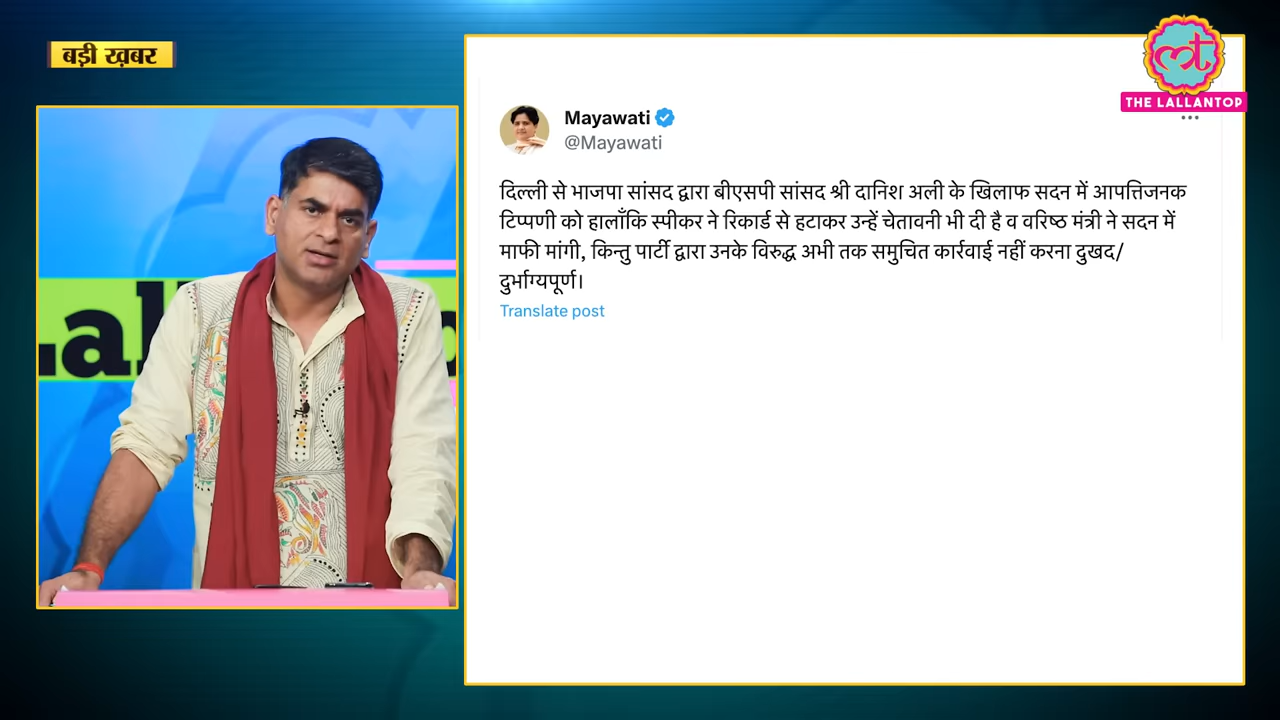 बड़ी ख़बर
THE LALLANTOP
Mayawati
@Mayawati
दिल्ली से भाजपा सांसद द्वारा बीएसपी सांसद श्री दानिश अली के खिलाफ सदन में आपत्तिजनक
टिप्पणी को हालाँकि स्पीकर ने रिकार्ड से हटाकर उन्हें चेतावनी भी दी है व वरिष्ठ मंत्री ने सदन में
माफी मांगी, किन्तु पार्टी द्वारा उनके विरुद्ध अभी तक समुचित कार्रवाई नहीं करना दुखद/
दुर्भाग्यपूर्ण।
Translate post